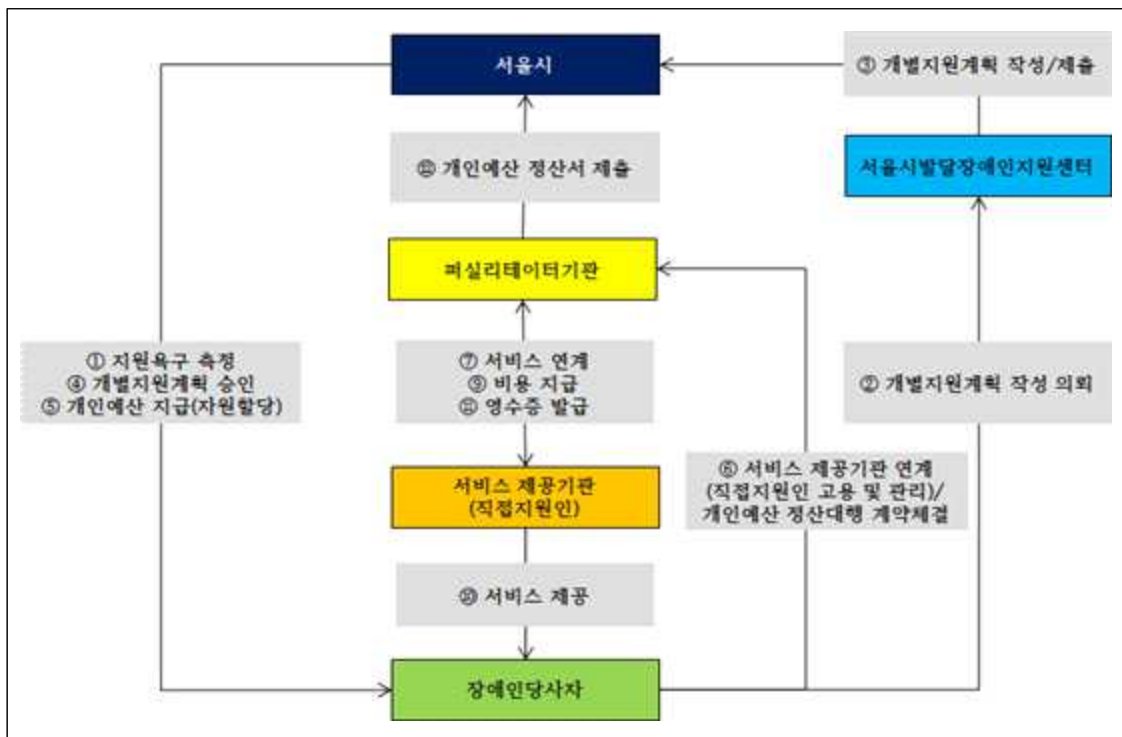 서울시
③ 개별지원계획 작성/제출
⑫ 개인예산 정산서 제출
서울시발달장애인지원센터
퍼실리테이터기관
① 지원욕구 측정
④ 개별지원계획 승인
⑤ 개인예산 지급(자원할당)
⑦ 서비스 연계
⑨ 비용 지급
⑪ 영수증 발급
② 개별지원계획 작성 의뢰
서비스 제공기관
(직접지원인)
⑥ 서비스 제공기관 연계
(직접지원인 고용 및 관리)/
개인예산 정산대행 계약체결
⑩ 서비스 제공
장애인당사자